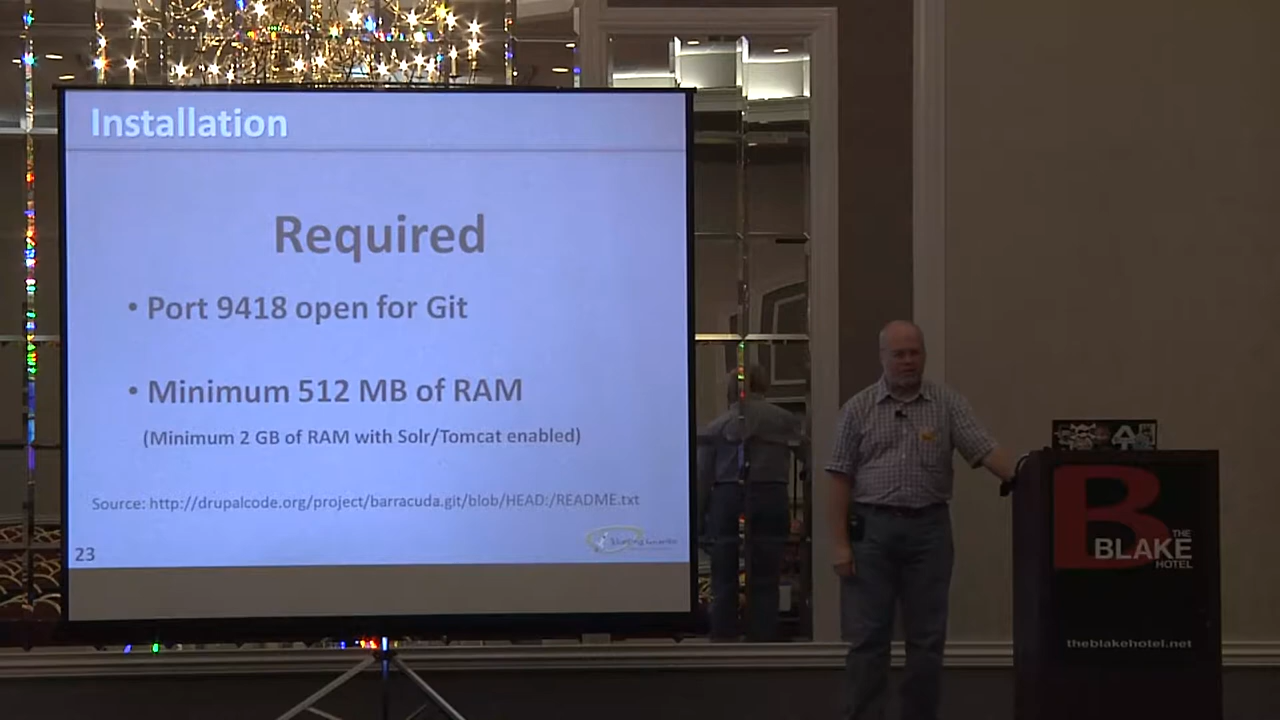 Installation
Required
• Port 9418 open for Git
• Minimum 512 MB of RAM
(Minimum 2 GB of RAM with Solr/Tomcat enabled)
Source: http://drupalcode.org/project/barracuda.git/blob/HEAD:/README.txt
23
B
THE
BLAKE
HOTEL
theblakehotel.net